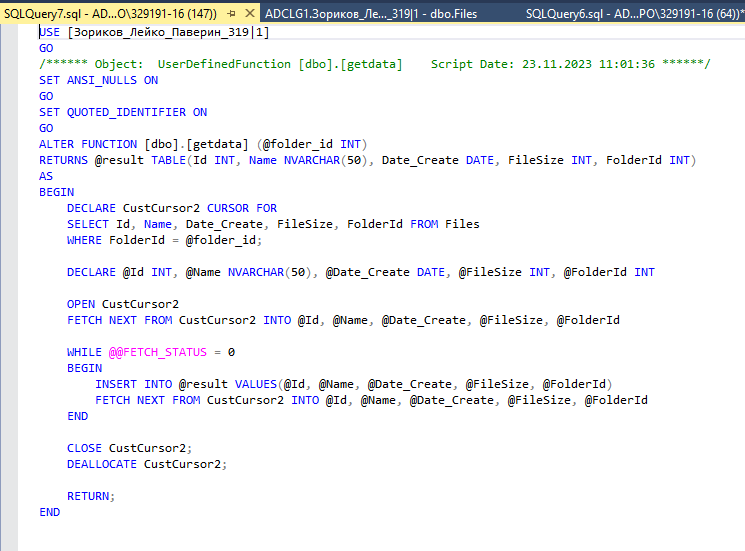 SQLQuery7.sql - AD...O\329191-16 (147))* ADCLG1.Зориков_Ле..._319|1 - dbo.Files SQLQuery6.sql - AD...PO\329191-16 (64))*
USE [Зориков_Лейко_Паверин_319|1]
GO
/****** Object:  UserDefinedFunction [dbo].[getdata]    Script Date: 23.11.2023 11:01:36 ******/
SET ANSI_NULLS ON
GO
SET QUOTED_IDENTIFIER ON
GO
ALTER FUNCTION [dbo].[getdata] (@folder_id INT)
RETURNS @result TABLE(Id INT, Name NVARCHAR(50), Date_Create DATE, FileSize INT, FolderId INT)
AS
BEGIN
    DECLARE CustCursor2 CURSOR FOR
    SELECT Id, Name, Date_Create, FileSize, FolderId FROM Files
    WHERE FolderId = @folder_id;
    DECLARE @Id INT, @Name NVARCHAR(50), @Date_Create DATE, @FileSize INT, @FolderId INT
    OPEN CustCursor2
    FETCH NEXT FROM CustCursor2 INTO @Id, @Name, @Date_Create, @FileSize, @FolderId
    WHILE @@FETCH_STATUS = 0
    BEGIN
        INSERT INTO @result VALUES(@Id, @Name, @Date_Create, @FileSize, @FolderId)
        FETCH NEXT FROM CustCursor2 INTO @Id, @Name, @Date_Create, @FileSize, @FolderId
    END
    CLOSE CustCursor2;
    DEALLOCATE CustCursor2;
    RETURN;
END